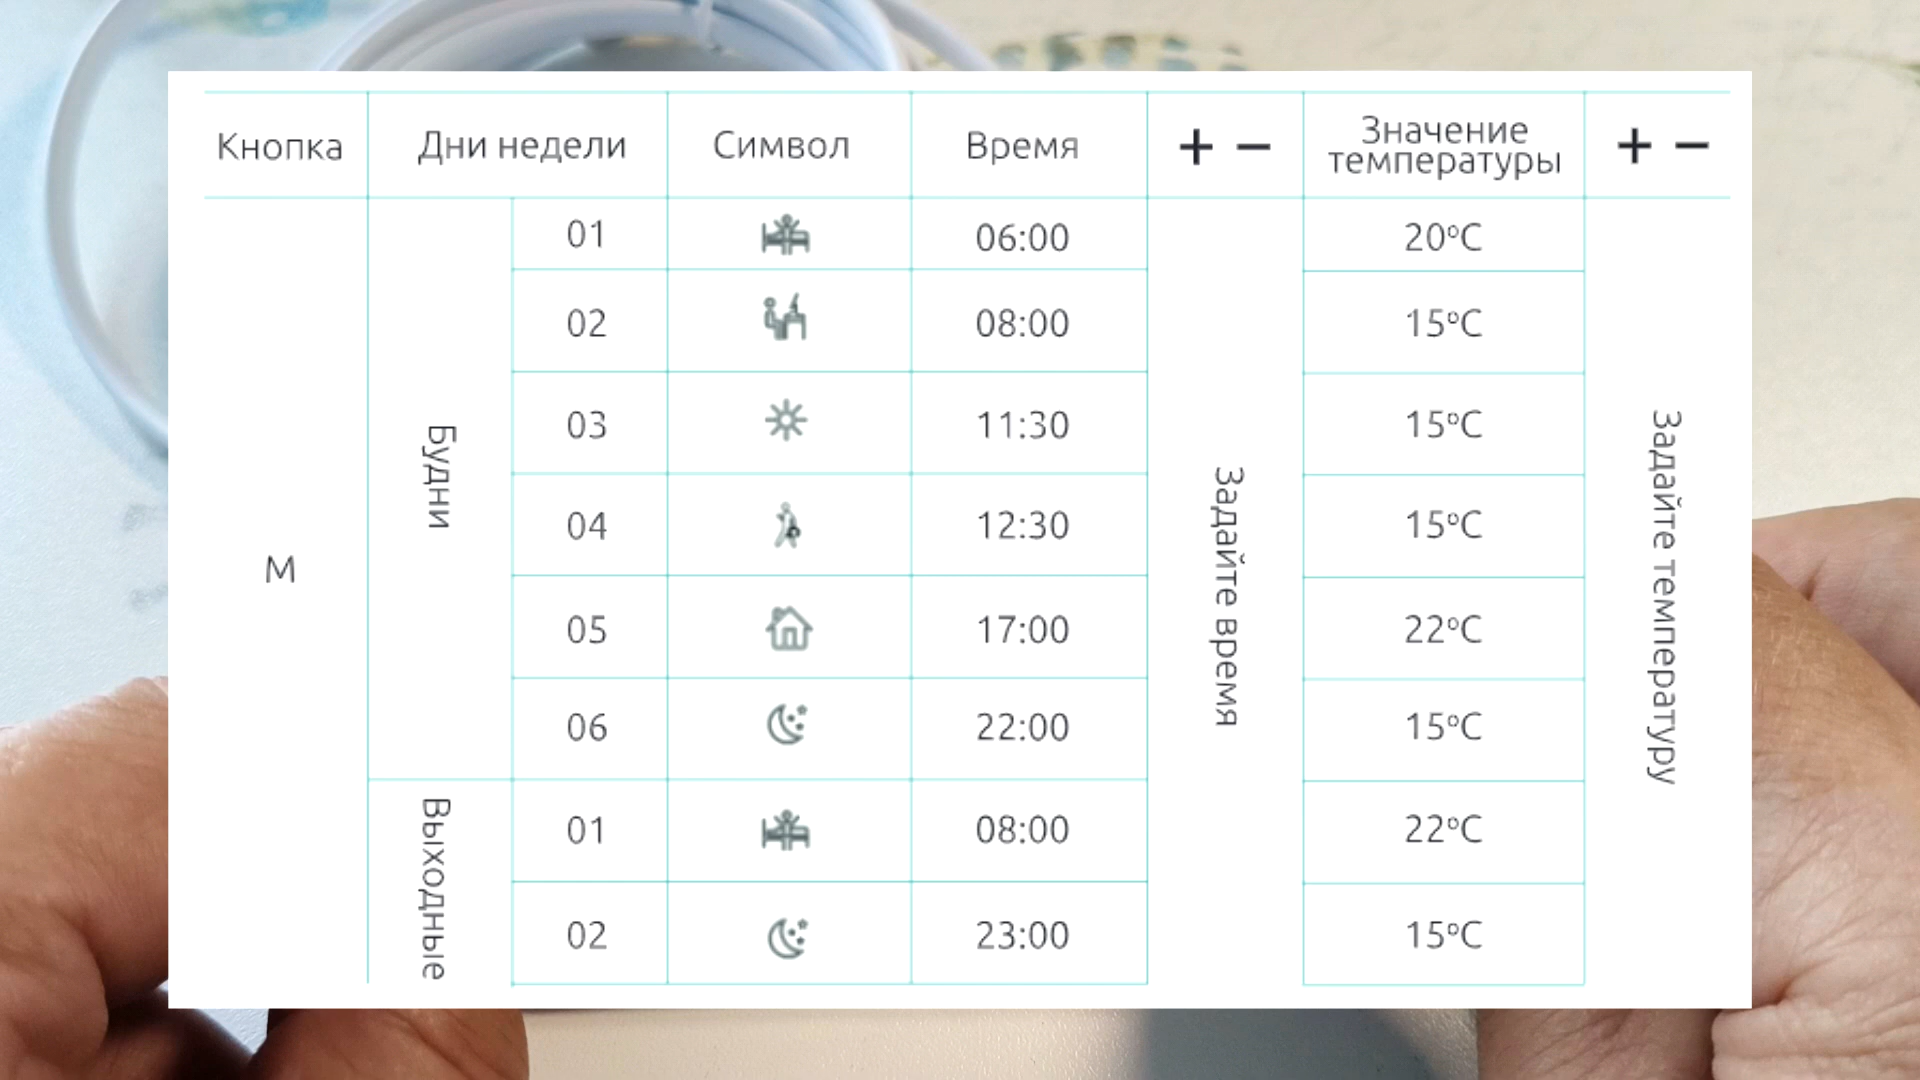 Кнопка Дни недели Символ Время + − Значение температуры + −
М
Будни
01 06:00 20°C
02 08:00 15°C
03 11:30 15°C
04 12:30 15°C
05 17:00 22°C
06 22:00 15°C
Выходные
01 08:00 22°C
02 23:00 15°C
Задайте время
Задайте температуру